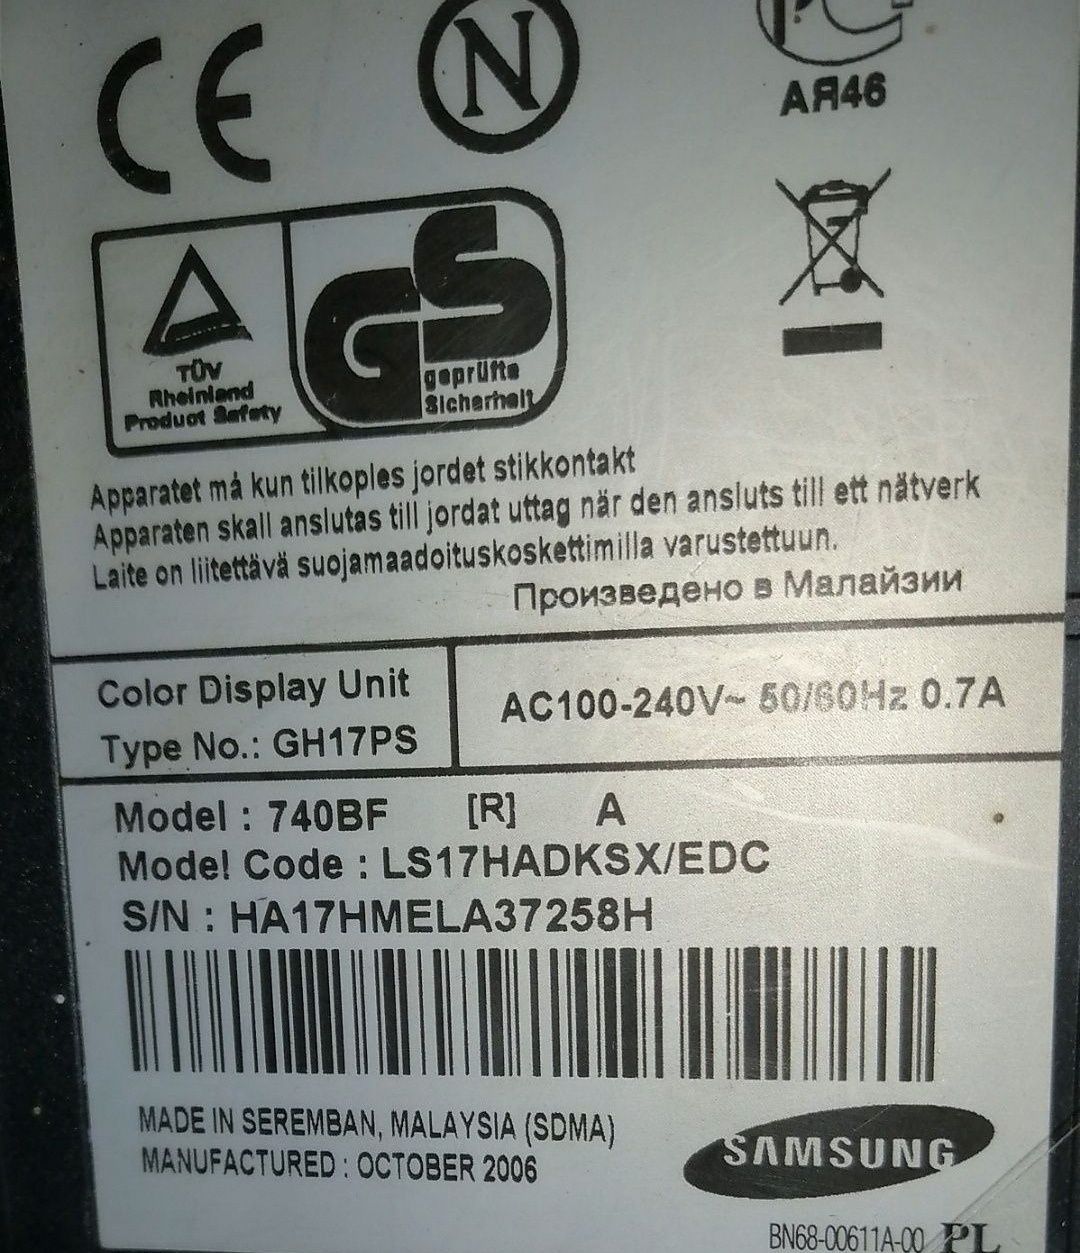 CE
N
PC
АЯ46
TÜV
Rheinland
Product Safety
GS
geprüfte
Sicherheit
Apparatet må kun tilkoples jordet stikkontakt
Apparaten skall anslutas till jordat uttag när den ansluts till ett nätverk
Laite on liitettävä suojamaadoituskoskettimilla varustettuun.
Произведено в Малайзии
Color Display Unit
Type No.: GH17PS
AC100-240V~ 50/60Hz 0.7A
Model : 740BF [R] A
Model Code : LS17HADKSX/EDC
S/N : HA17HMELA37258H
MADE IN SEREMBAN, MALAYSIA (SDMA)
MANUFACTURED : OCTOBER 2006
SAMSUNG
BN68-00611A-00 PL